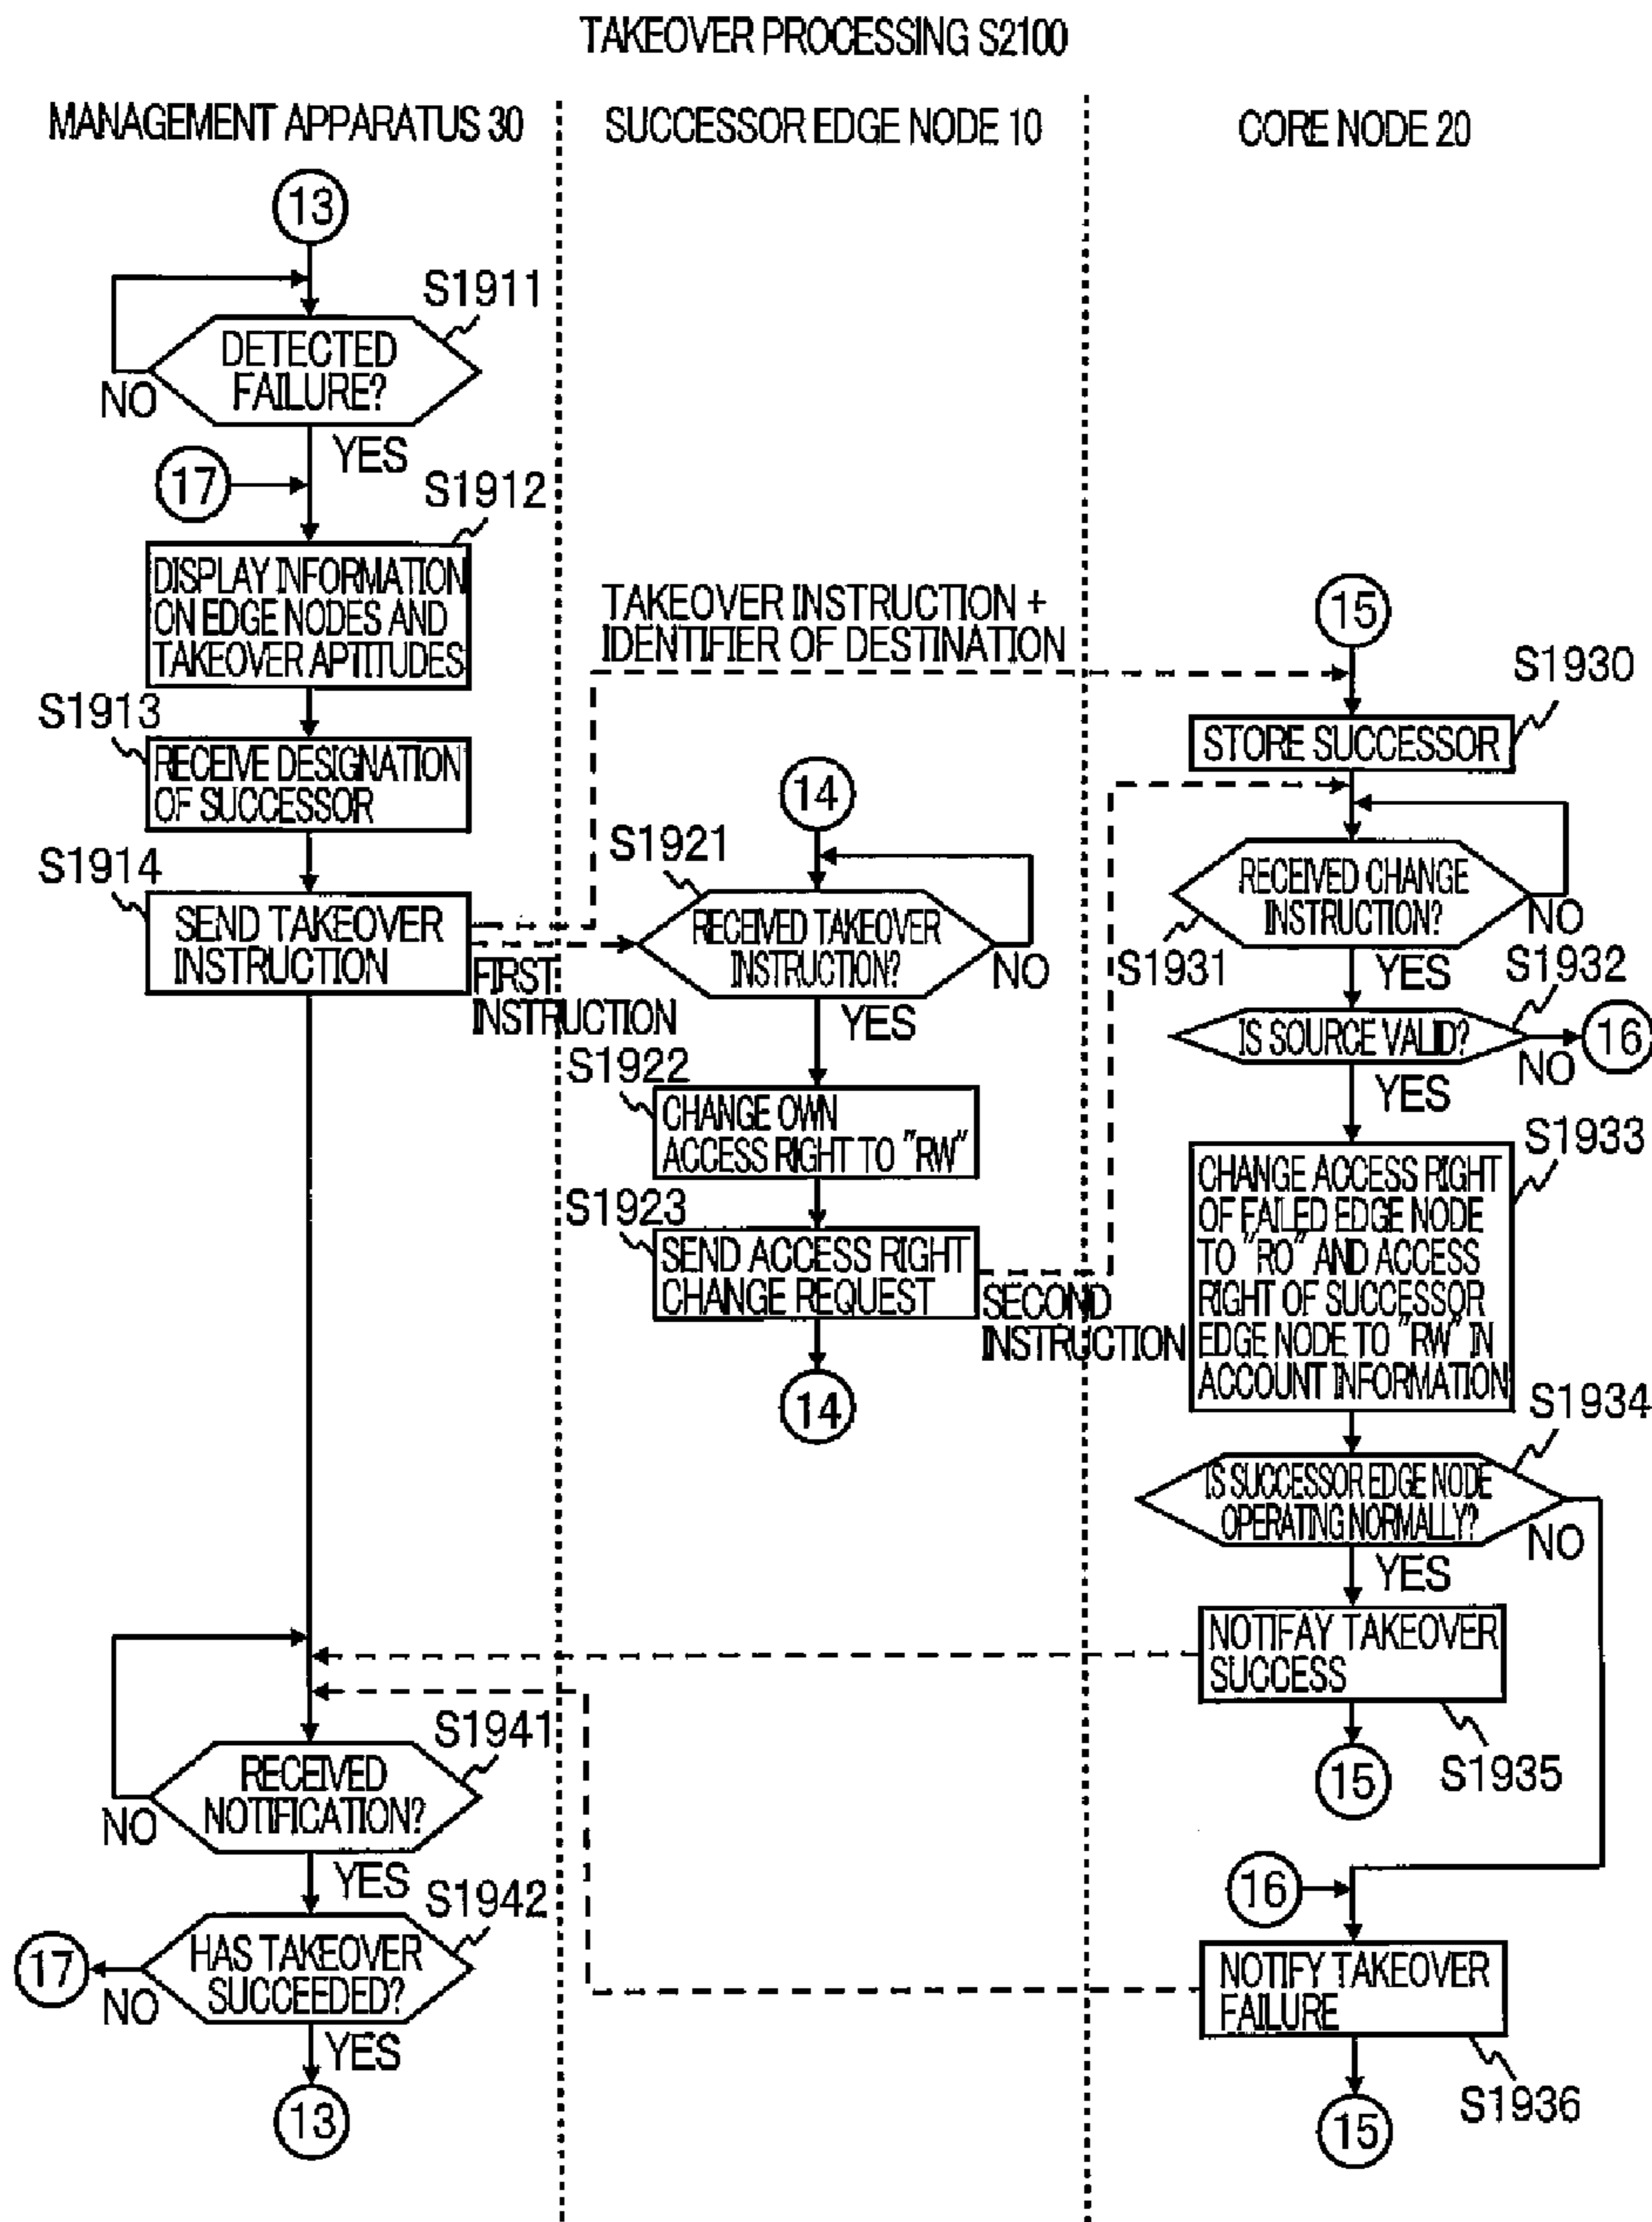 TAKEOVER PROCESSING S2100
MANAGEMENT APPARATUS 30
SUCCESSOR EDGE NODE 10
CORE NODE 20
13
S1911
DETECTED
FAILURE?
NO
YES
17
S1912
DISPLAY INFORMATION
ON EDGE NODES AND
TAKEOVER APTITUDES
S1913
RECEIVE DESIGNATION
OF SUCCESSOR
S1914
SEND TAKEOVER
INSTRUCTION
FIRST
INSTRUCTION
TAKEOVER INSTRUCTION +
IDENTIFIER OF DESTINATION
14
S1921
RECEIVED TAKEOVER
INSTRUCTION?
NO
YES
S1922
CHANGE OWN
ACCESS RIGHT TO "RW"
S1923
SEND ACCESS RIGHT
CHANGE REQUEST
SECOND
INSTRUCTION
14
15
S1930
STORE SUCCESSOR
RECEIVED CHANGE
INSTRUCTION?
NO
S1931
YES
S1932
IS SOURCE VALID?
16
NO
YES
S1933
CHANGE ACCESS RIGHT
OF FAILED EDGE NODE
TO "RO" AND ACCESS
RIGHT OF SUCCESSOR
EDGE NODE TO "RW" IN
ACCOUNT INFORMATION
S1934
IS SUCCESSOR EDGE NODE
OPERATING NORMALLY?
NO
YES
NOTIFAY TAKEOVER
SUCCESS
S1935
15
16
NOTIFY TAKEOVER
FAILURE
S1936
15
S1941
RECEIVED
NOTIFICATION?
NO
YES
S1942
HAS TAKEOVER
SUCCEEDED?
17
NO
YES
13